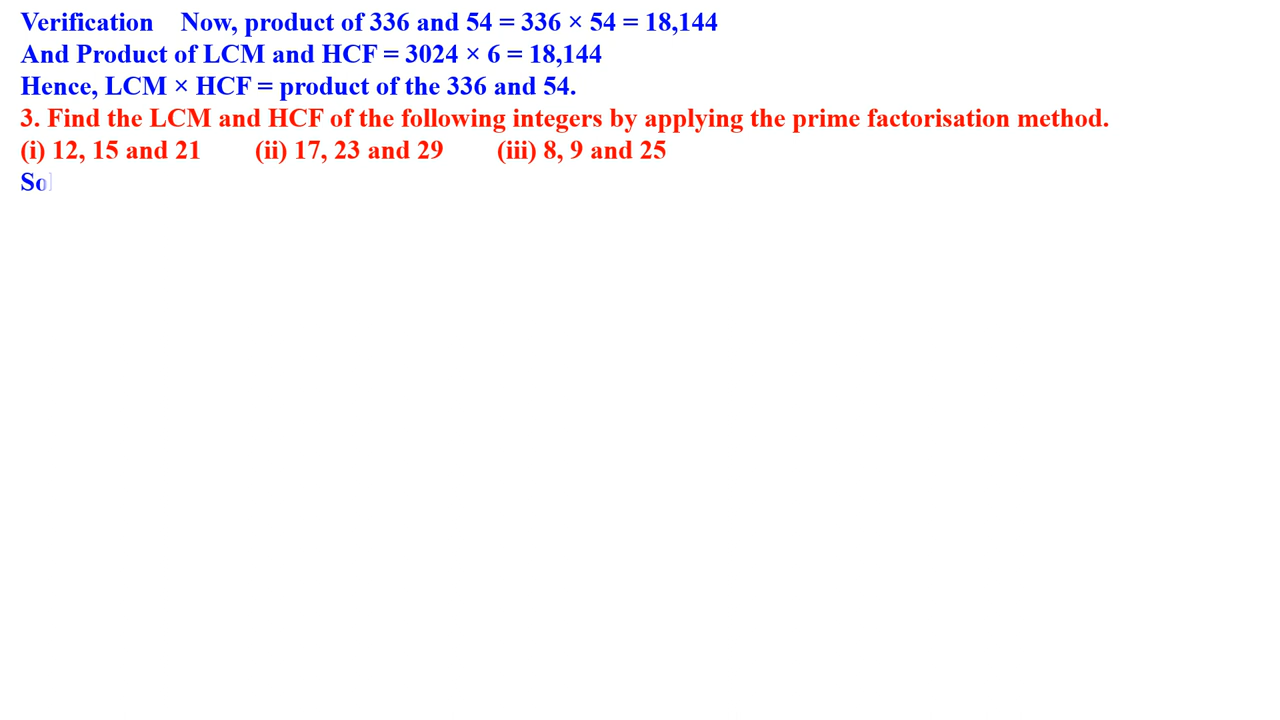 Verification Now, product of 336 and 54 = 336 × 54 = 18,144
And Product of LCM and HCF = 3024 × 6 = 18,144
Hence, LCM × HCF = product of the 336 and 54.
3. Find the LCM and HCF of the following integers by applying the prime factorisation method.
(i) 12, 15 and 21 (ii) 17, 23 and 29 (iii) 8, 9 and 25
So